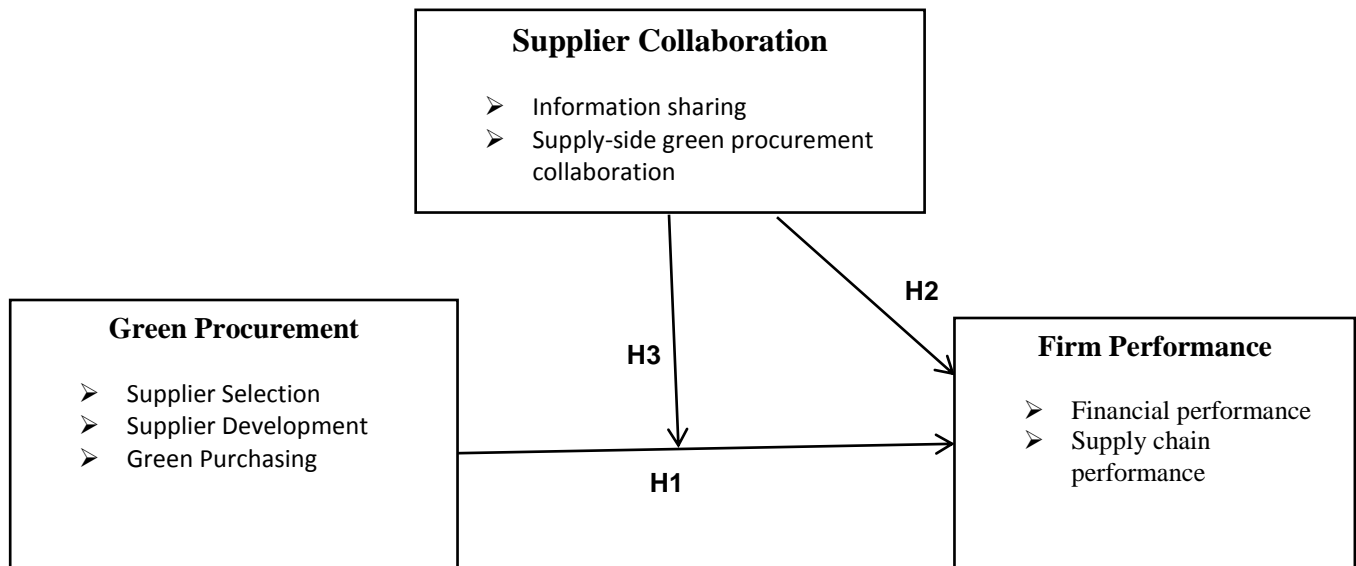 Supplier Collaboration
➢ Information sharing
➢ Supply-side green procurement
collaboration
H2
H3
Green Procurement
➢ Supplier Selection
➢ Supplier Development
➢ Green Purchasing
H1
Firm Performance
➢ Financial performance
➢ Supply chain
performance